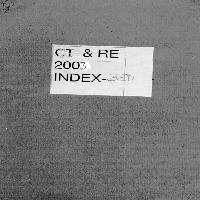 CT & RE
2003
INDEX-